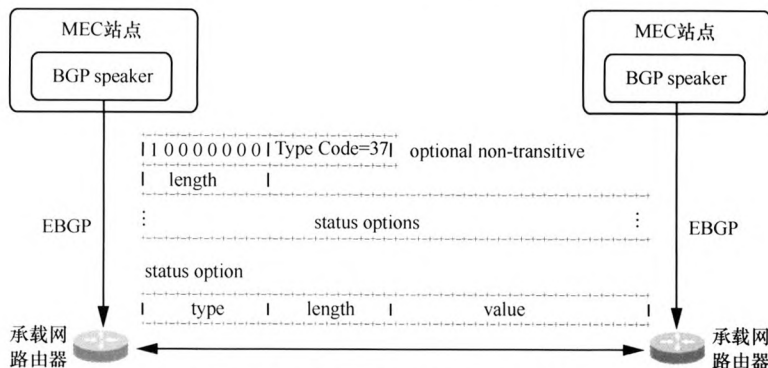 MEC站点
BGP speaker
MEC站点
BGP speaker
1 0 0 0 0 0 0 0 Type Code=37 optional non-transitive
length
EBGP
status options
EBGP
status option
type length value
承载网
路由器
承载网
路由器